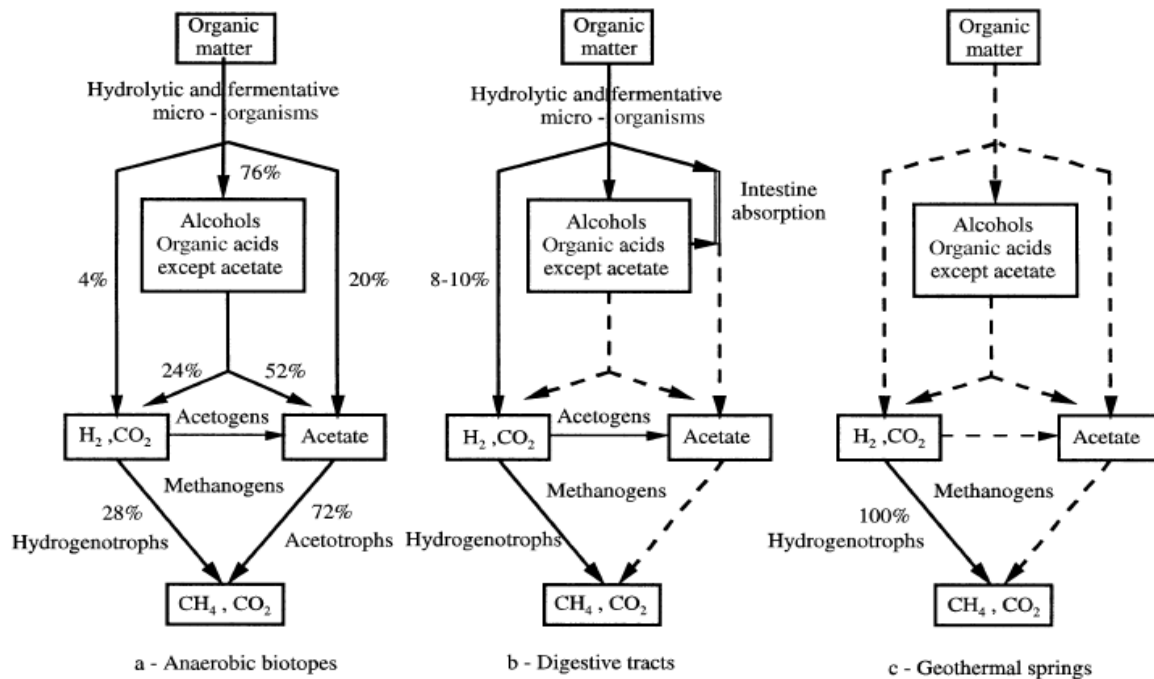 Organic
matter
Hydrolytic and fermentative
micro - organisms
76%
Alcohols
Organic acids
except acetate
4%
20%
24%
52%
Acetogens
H2 ,CO2
Acetate
Methanogens
28%
72%
Hydrogenotrophs
Acetotrophs
CH4 , CO2
a - Anaerobic biotopes
Organic
matter
Hydrolytic and fermentative
micro - organisms
Intestine
absorption
Alcohols
Organic acids
except acetate
8-10%
Acetogens
H2 ,CO2
Acetate
Methanogens
Hydrogenotrophs
CH4 , CO2
b - Digestive tracts
Organic
matter
Alcohols
Organic acids
except acetate
H2 ,CO2
Acetate
Methanogens
100%
Hydrogenotrophs
CH4 , CO2
c - Geothermal springs